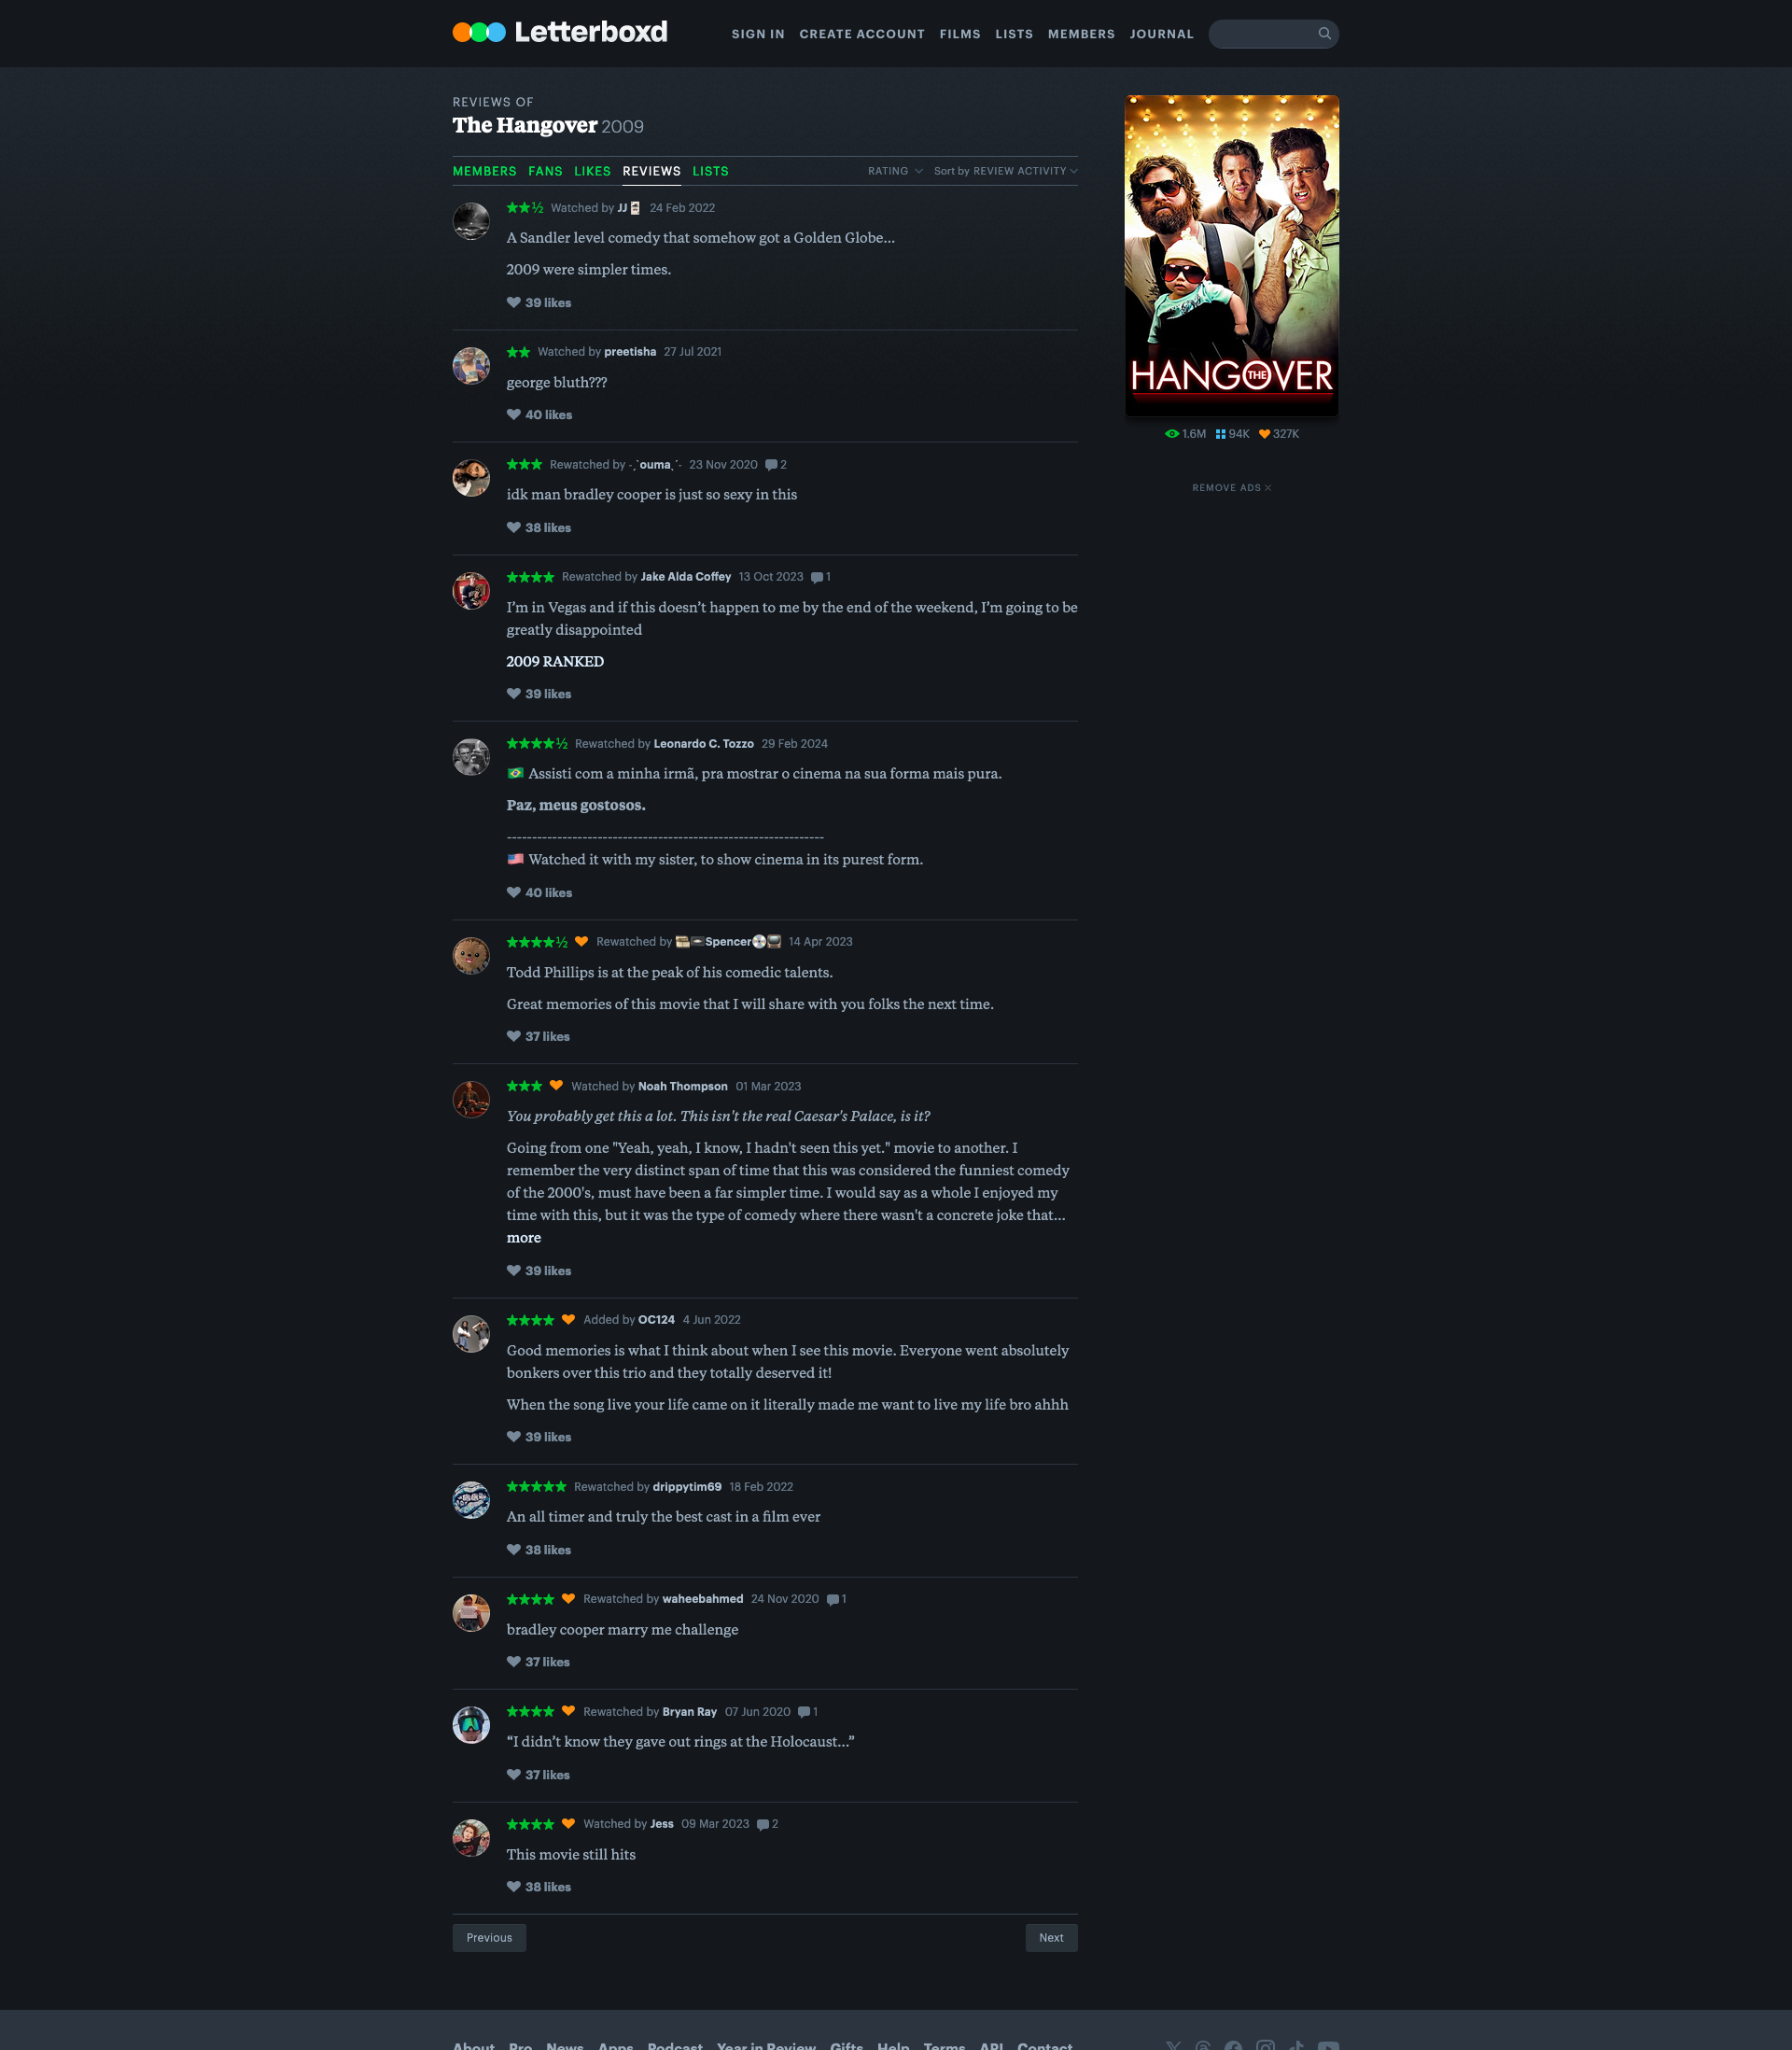 Letterboxd
SIGN IN CREATE ACCOUNT FILMS LISTS MEMBERS JOURNAL
REVIEWS OF
The Hangover 2009
MEMBERS FANS LIKES REVIEWS LISTS RATING Sort by REVIEW ACTIVITY
★★½ Watched by JJ 24 Feb 2022
A Sandler level comedy that somehow got a Golden Globe...
2009 were simpler times.
39 likes
★★ Watched by preetisha 27 Jul 2021
george bluth???
40 likes
★★★ Rewatched by -ˏˋoumaˎˊ- 23 Nov 2020 2
idk man bradley cooper is just so sexy in this
38 likes
★★★★ Rewatched by Jake Alda Coffey 13 Oct 2023 1
I’m in Vegas and if this doesn’t happen to me by the end of the weekend, I’m going to be
greatly disappointed
2009 RANKED
39 likes
★★★★½ Rewatched by Leonardo C. Tozzo 29 Feb 2024
🇧🇷 Assisti com a minha irmã, pra mostrar o cinema na sua forma mais pura.
Paz, meus gostosos.
---------------------------------------------------------------
🇺🇸 Watched it with my sister, to show cinema in its purest form.
40 likes
★★★★½ Rewatched by Spencer 14 Apr 2023
Todd Phillips is at the peak of his comedic talents.
Great memories of this movie that I will share with you folks the next time.
37 likes
★★★ Watched by Noah Thompson 01 Mar 2023
You probably get this a lot. This isn't the real Caesar's Palace, is it?
Going from one "Yeah, yeah, I know, I hadn't seen this yet." movie to another. I
remember the very distinct span of time that this was considered the funniest comedy
of the 2000's, must have been a far simpler time. I would say as a whole I enjoyed my
time with this, but it was the type of comedy where there wasn't a concrete joke that...
more
39 likes
★★★★ Added by OC124 4 Jun 2022
Good memories is what I think about when I see this movie. Everyone went absolutely
bonkers over this trio and they totally deserved it!
When the song live your life came on it literally made me want to live my life bro ahhh
39 likes
★★★★★ Rewatched by drippytim69 18 Feb 2022
An all timer and truly the best cast in a film ever
38 likes
★★★★ Rewatched by waheebahmed 24 Nov 2020 1
bradley cooper marry me challenge
37 likes
★★★★ Rewatched by Bryan Ray 07 Jun 2020 1
“I didn’t know they gave out rings at the Holocaust...”
37 likes
★★★★ Watched by Jess 09 Mar 2023 2
This movie still hits
38 likes
Previous Next
THE HANGOVER
1.6M 94K 327K
REMOVE ADS ×
About Pro News Apps Podcast Year in Review Gifts Help Terms API Contact